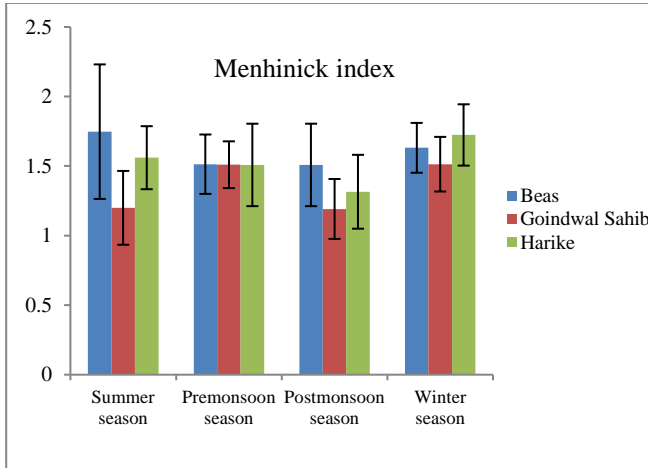 Menhinick index
2.5
2
1.5
1
0.5
0
Summer season
Premonsoon season
Postmonsoon season
Winter season
Beas
Goindwal Sahib
Harike